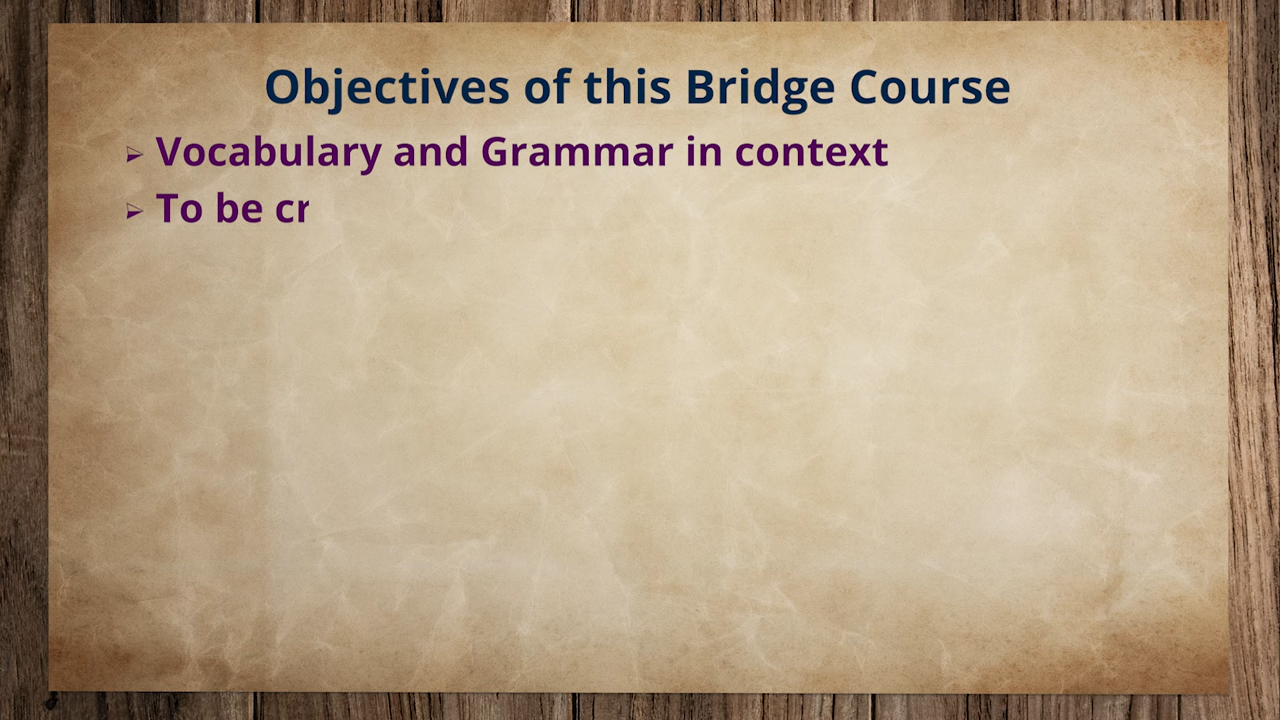 Objectives of this Bridge Course
Vocabulary and Grammar in context
To be cr